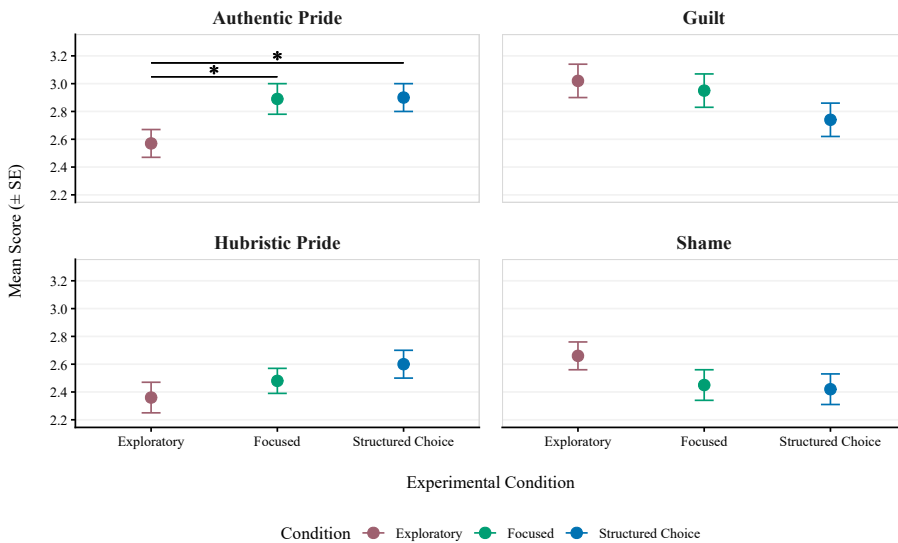 Authentic Pride
Guilt
3.2
3.0
2.8
2.6
2.4
2.2
*
*
Hubristic Pride
Shame
3.2
3.0
2.8
2.6
2.4
2.2
Mean Score (± SE)
Exploratory Focused Structured Choice
Exploratory Focused Structured Choice
Experimental Condition
Condition Exploratory Focused Structured Choice